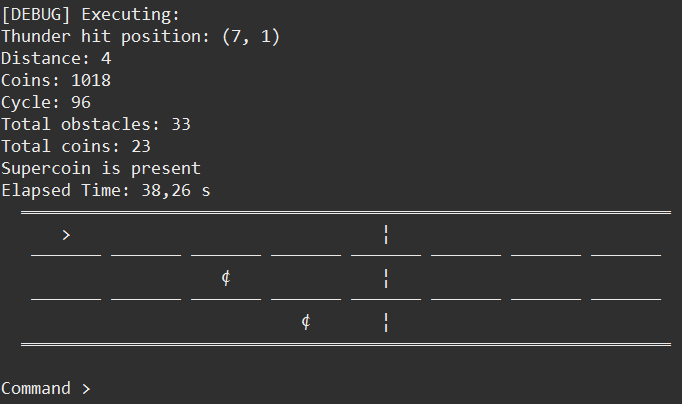 [DEBUG] Executing:
Thunder hit position: (7, 1)
Distance: 4
Coins: 1018
Cycle: 96
Total obstacles: 33
Total coins: 23
Supercoin is present
Elapsed Time: 38,26 s
> ¦
¢ ¦
¢ ¦
Command >